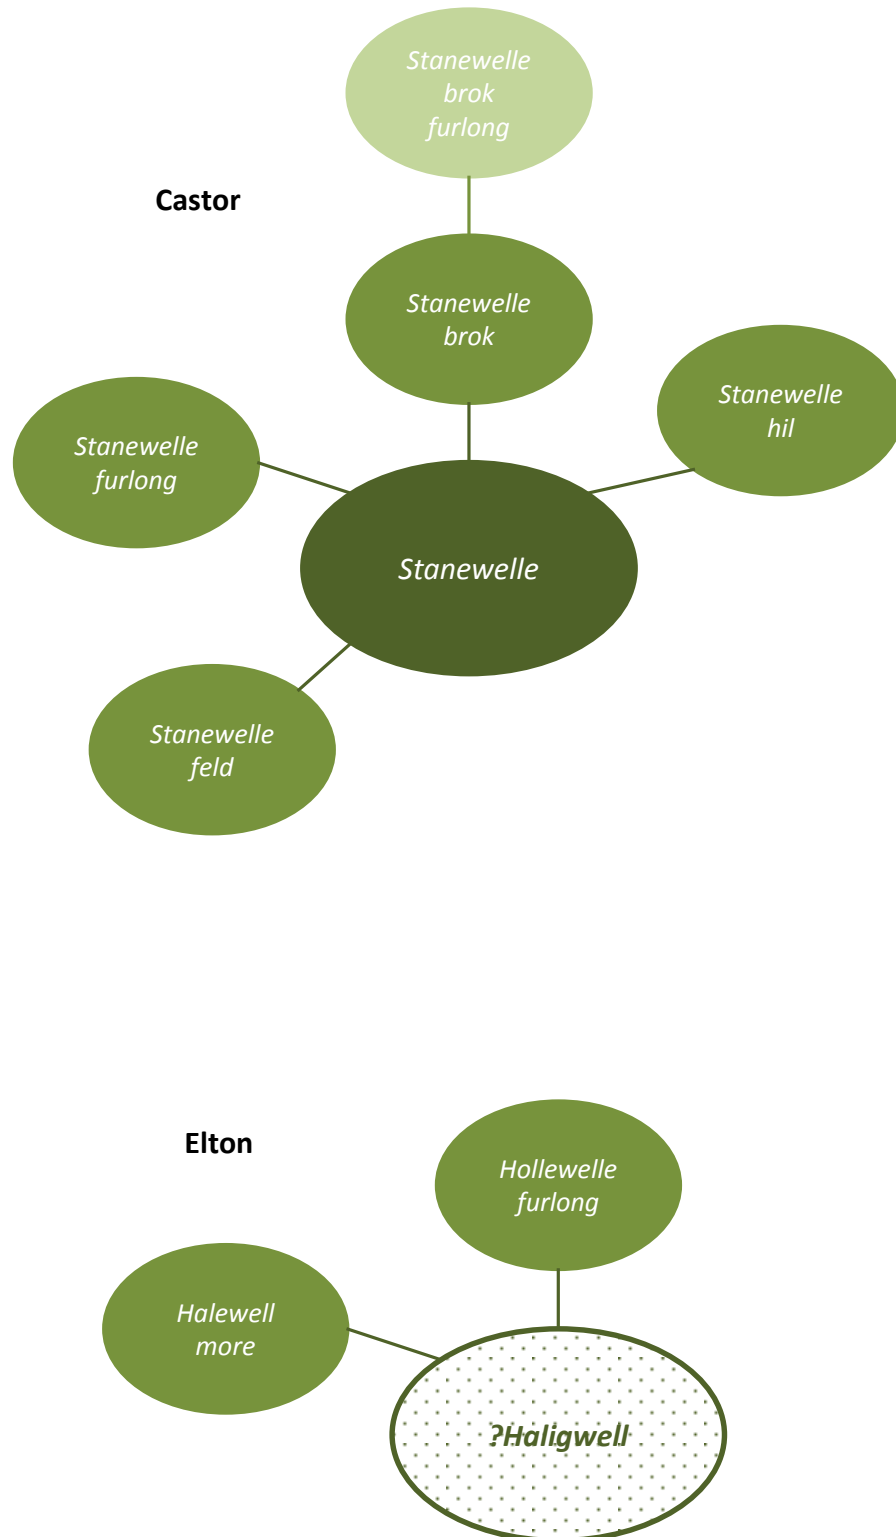 Stanewelle
brok
furlong
Castor
Stanewelle
brok
Stanewelle
hil
Stanewelle
furlong
Stanewelle
Stanewelle
feld
Elton
Hollewelle
furlong
Halewell
more
?Haligwell